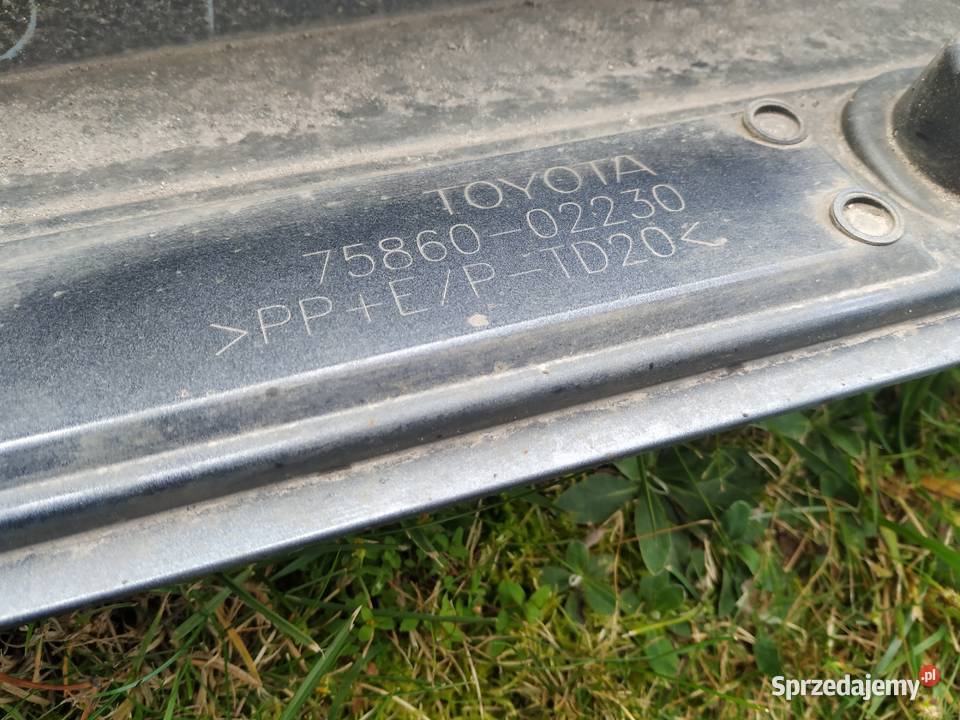 TOYOTA
75860-02230
>PP+E/P-TD20<
Sprzedajemy.pl